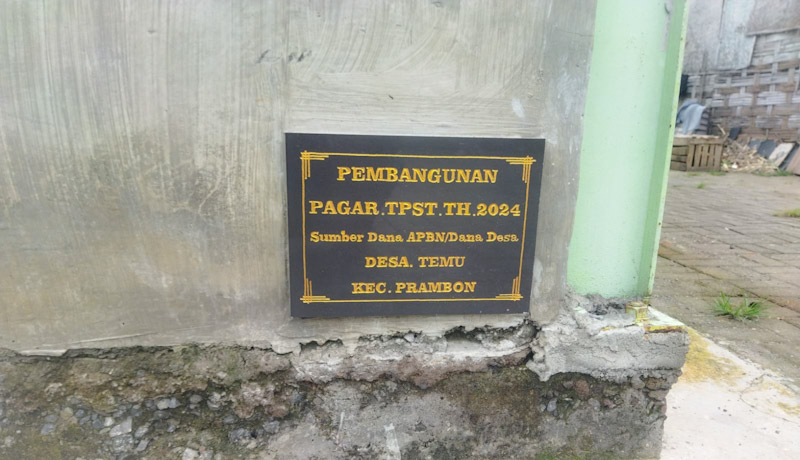 PEMBANGUNAN
PAGAR.TPST.TH.2024
Sumber Dana APBN/Dana Desa
DESA. TEMU
KEC. PRAMBON